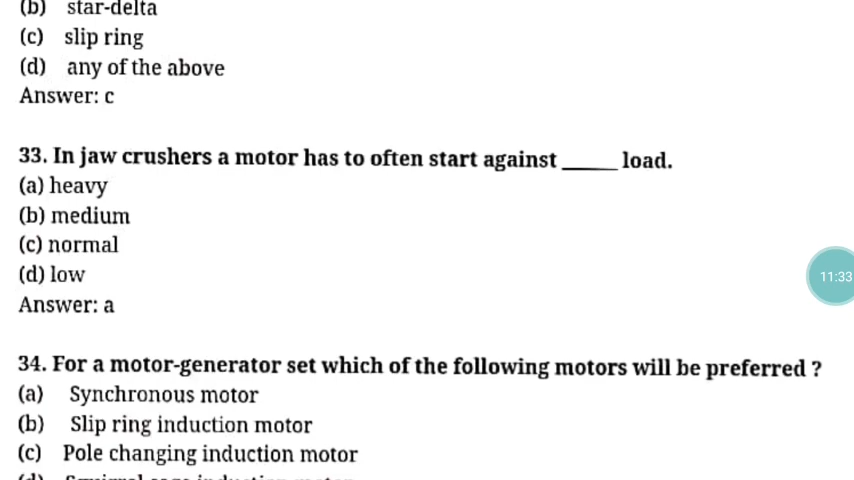 (b) star-delta
(c) slip ring
(d) any of the above
Answer: c
33. In jaw crushers a motor has to often start against _____ load.
(a) heavy
(b) medium
(c) normal
(d) low
11:33
Answer: a
34. For a motor-generator set which of the following motors will be preferred ?
(a) Synchronous motor
(b) Slip ring induction motor
(c) Pole changing induction motor